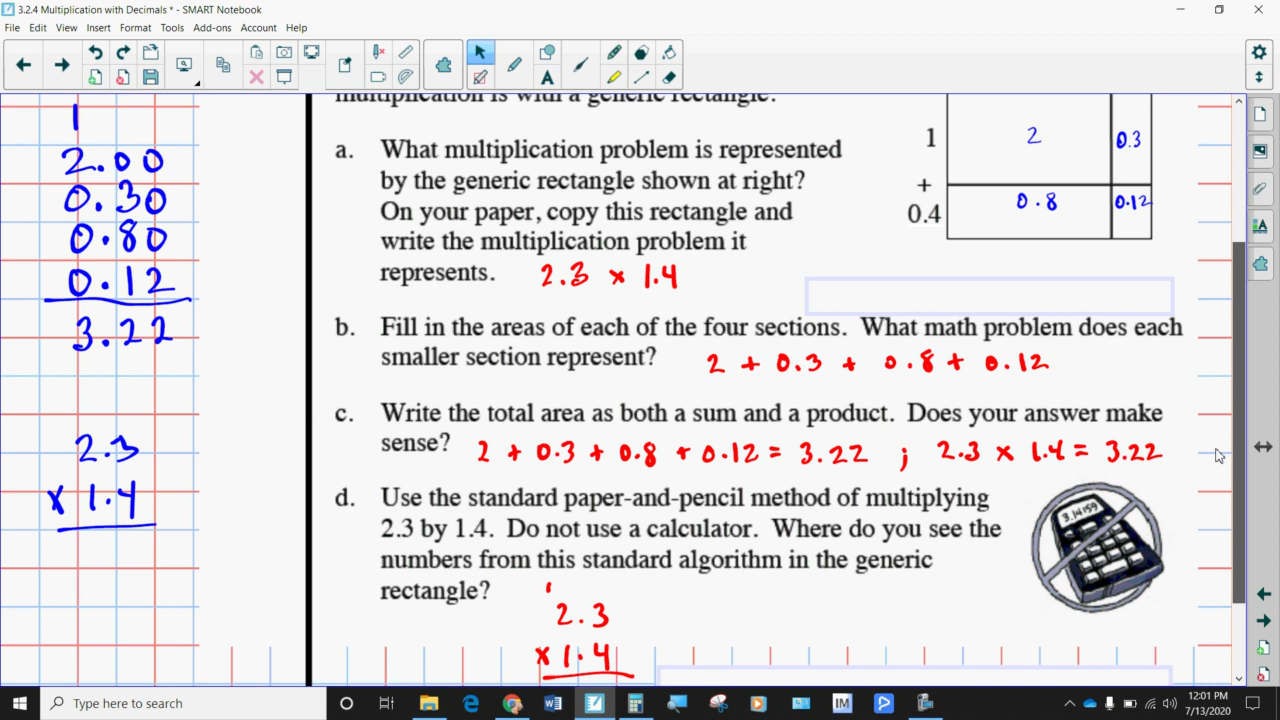 3.2.4 Multiplication with Decimals * - SMART Notebook
File Edit View Insert Format Tools Add-ons Account Help
1
2.00
0.30
0.80
0.12
3.22
2.3
x 1.4
multiplication is with a generic rectangle.
a. What multiplication problem is represented
by the generic rectangle shown at right?
On your paper, copy this rectangle and
write the multiplication problem it
represents. 2.3 x 1.4
1 2 0.3
+
0.4 0.8 0.12
b. Fill in the areas of each of the four sections. What math problem does each
smaller section represent? 2 + 0.3 + 0.8 + 0.12
c. Write the total area as both a sum and a product. Does your answer make
sense? 2 + 0.3 + 0.8 + 0.12 = 3.22 ; 2.3 x 1.4 = 3.22
d. Use the standard paper-and-pencil method of multiplying
2.3 by 1.4. Do not use a calculator. Where do you see the
numbers from this standard algorithm in the generic
rectangle?
3.14159
1
2.3
x 1.4
Type here to search
IM
12:01 PM
7/13/2020